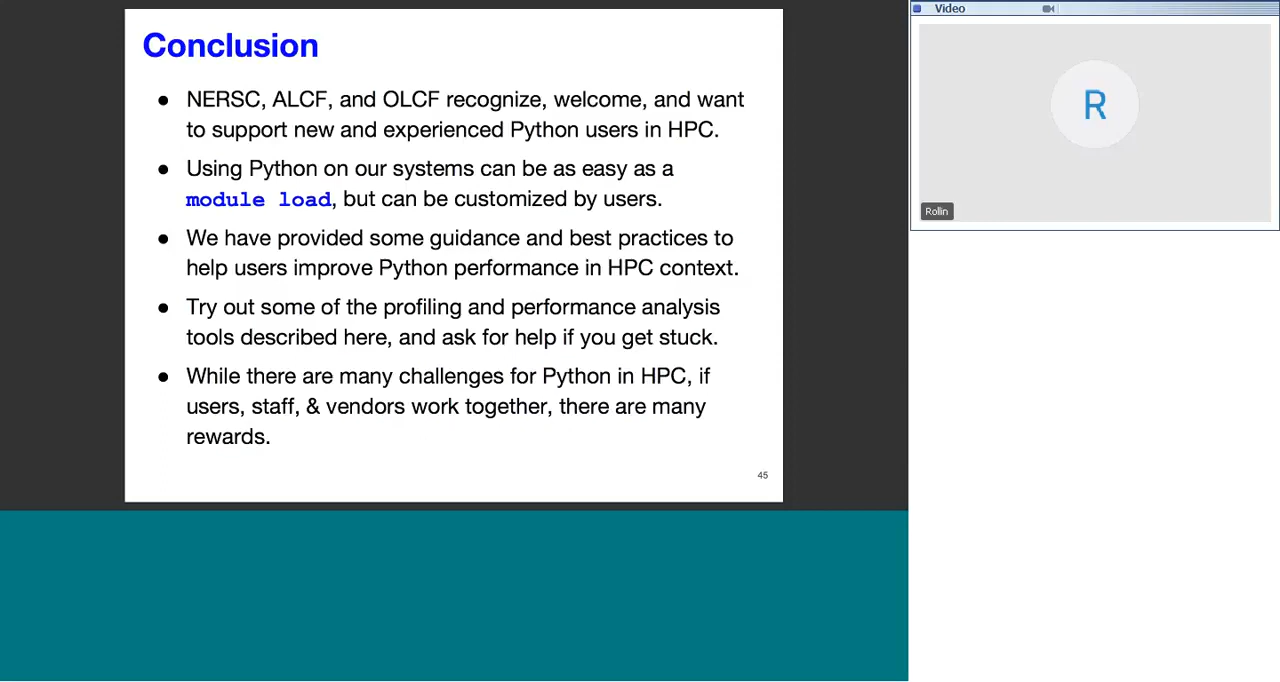 Conclusion
● NERSC, ALCF, and OLCF recognize, welcome, and want
to support new and experienced Python users in HPC.
● Using Python on our systems can be as easy as a
module load, but can be customized by users.
● We have provided some guidance and best practices to
help users improve Python performance in HPC context.
● Try out some of the profiling and performance analysis
tools described here, and ask for help if you get stuck.
● While there are many challenges for Python in HPC, if
users, staff, & vendors work together, there are many
rewards.
45
Video
R
Rolin